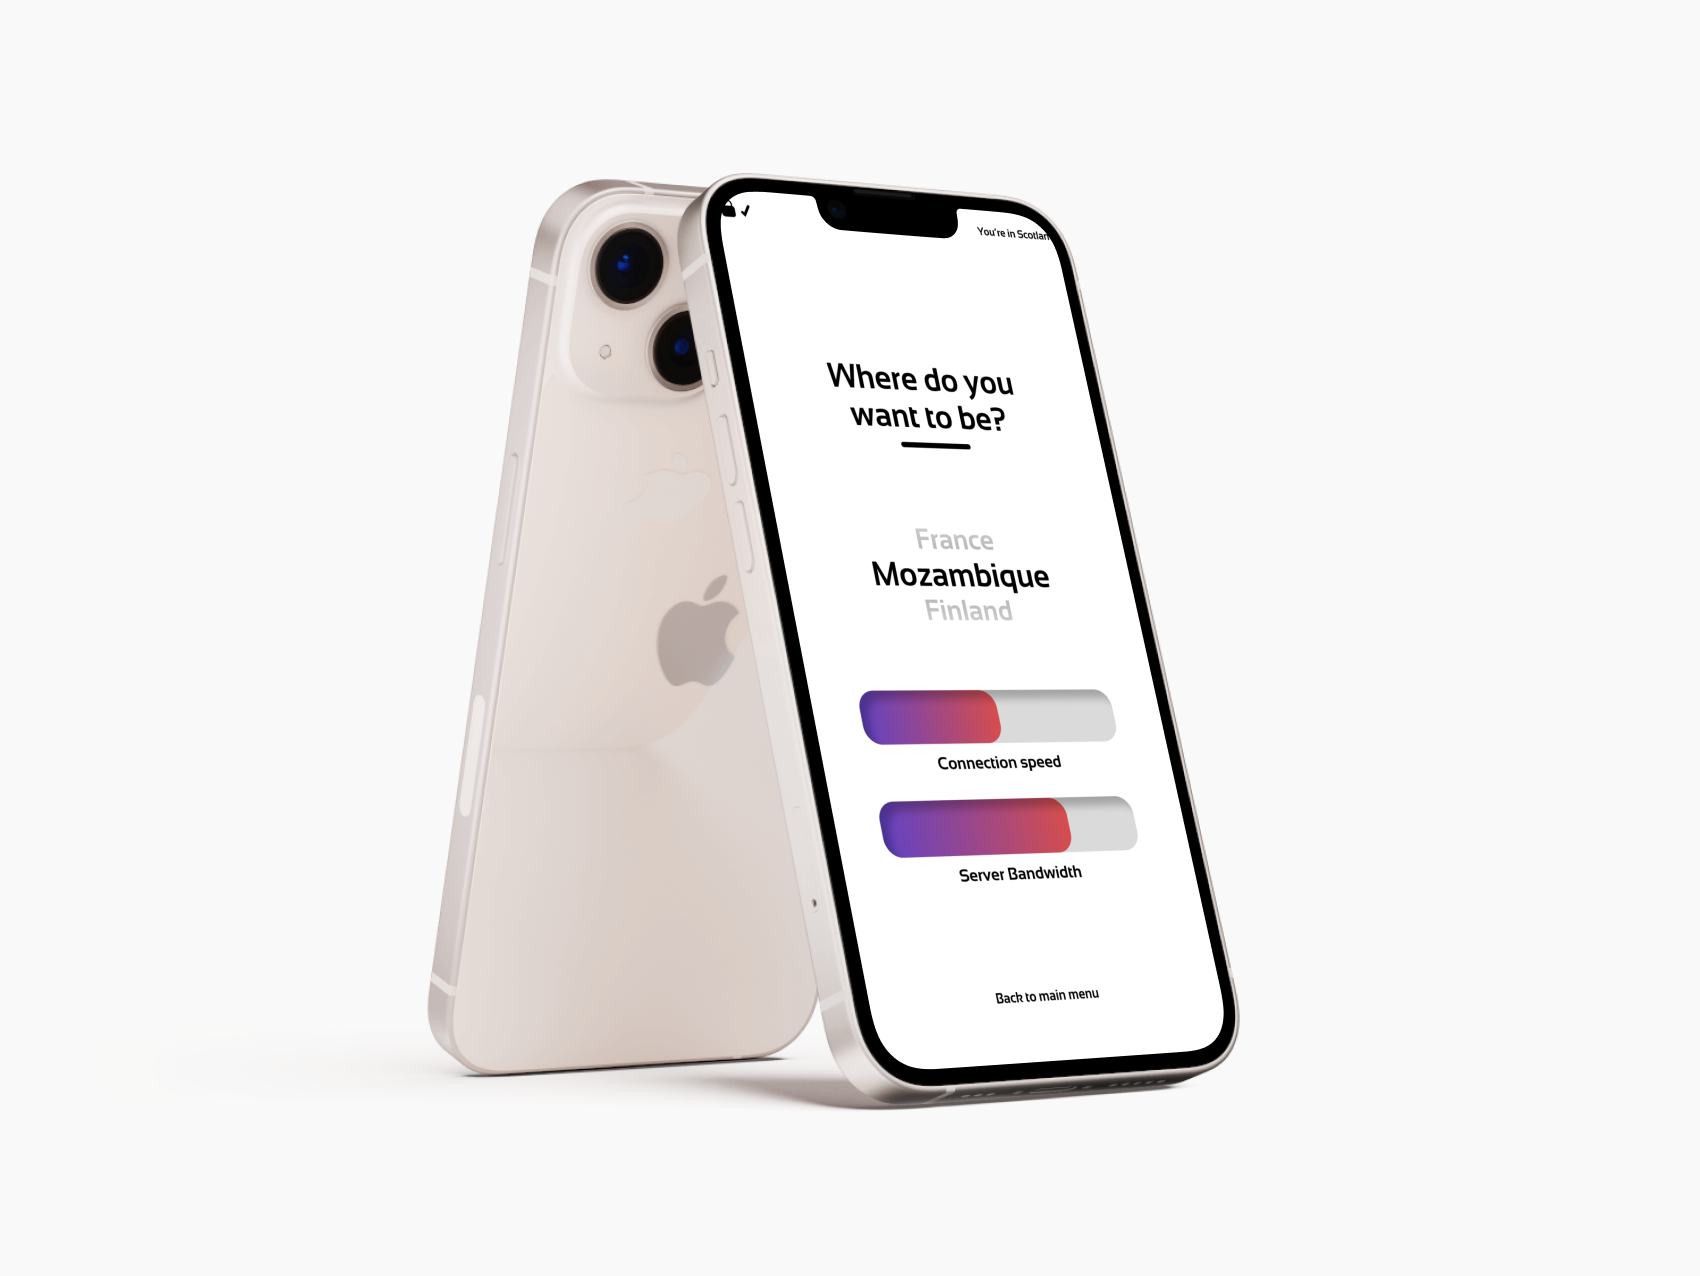 You're in Scotlan
Where do you
want to be?
France
Mozambique
Finland
Connection speed
Server Bandwidth
Back to main menu